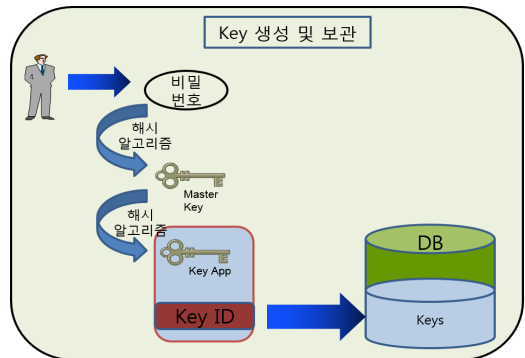 Key 생성 및 보관
비밀
번호
해시
알고리즘
Master
Key
해시
알고리즘
Key App
Key ID
DB
Keys